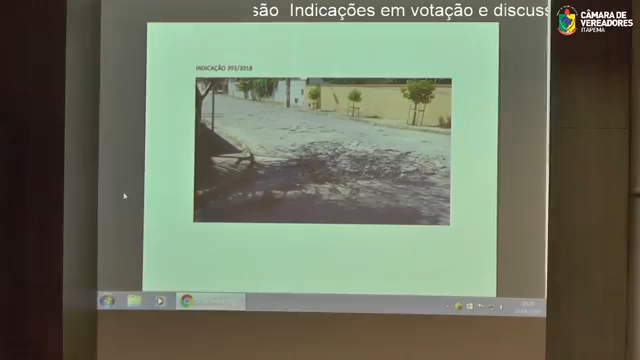 são Indicações em votação e discuss
CÂMARA DE
VEREADORES
ITAPEMA
INDICAÇÃO 393/2018